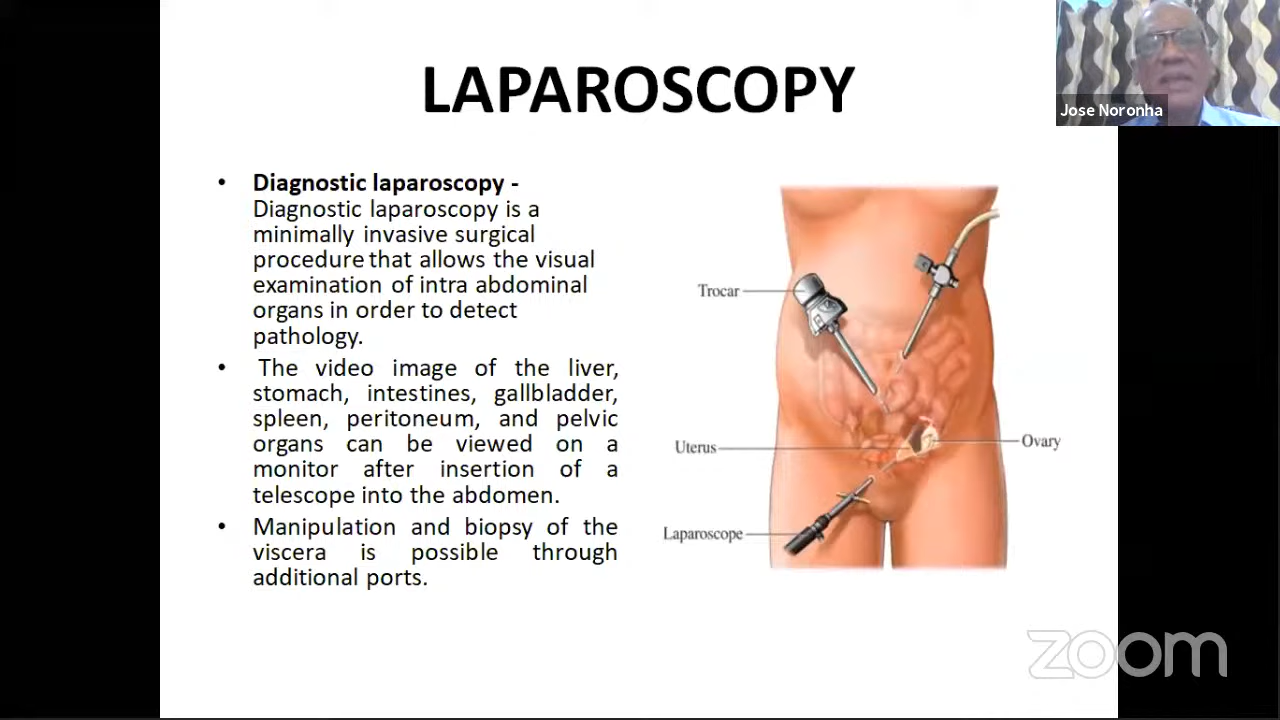 LAPAROSCOPY
Jose Noronha
• Diagnostic laparoscopy -
Diagnostic laparoscopy is a
minimally invasive surgical
procedure that allows the visual
examination of intra abdominal
organs in order to detect
pathology.
• The video image of the liver,
stomach, intestines, gallbladder,
spleen, peritoneum, and pelvic
organs can be viewed on a
monitor after insertion of a
telescope into the abdomen.
• Manipulation and biopsy of the
viscera is possible through
additional ports.
Trocar
Uterus
Ovary
Laparoscope
zoom